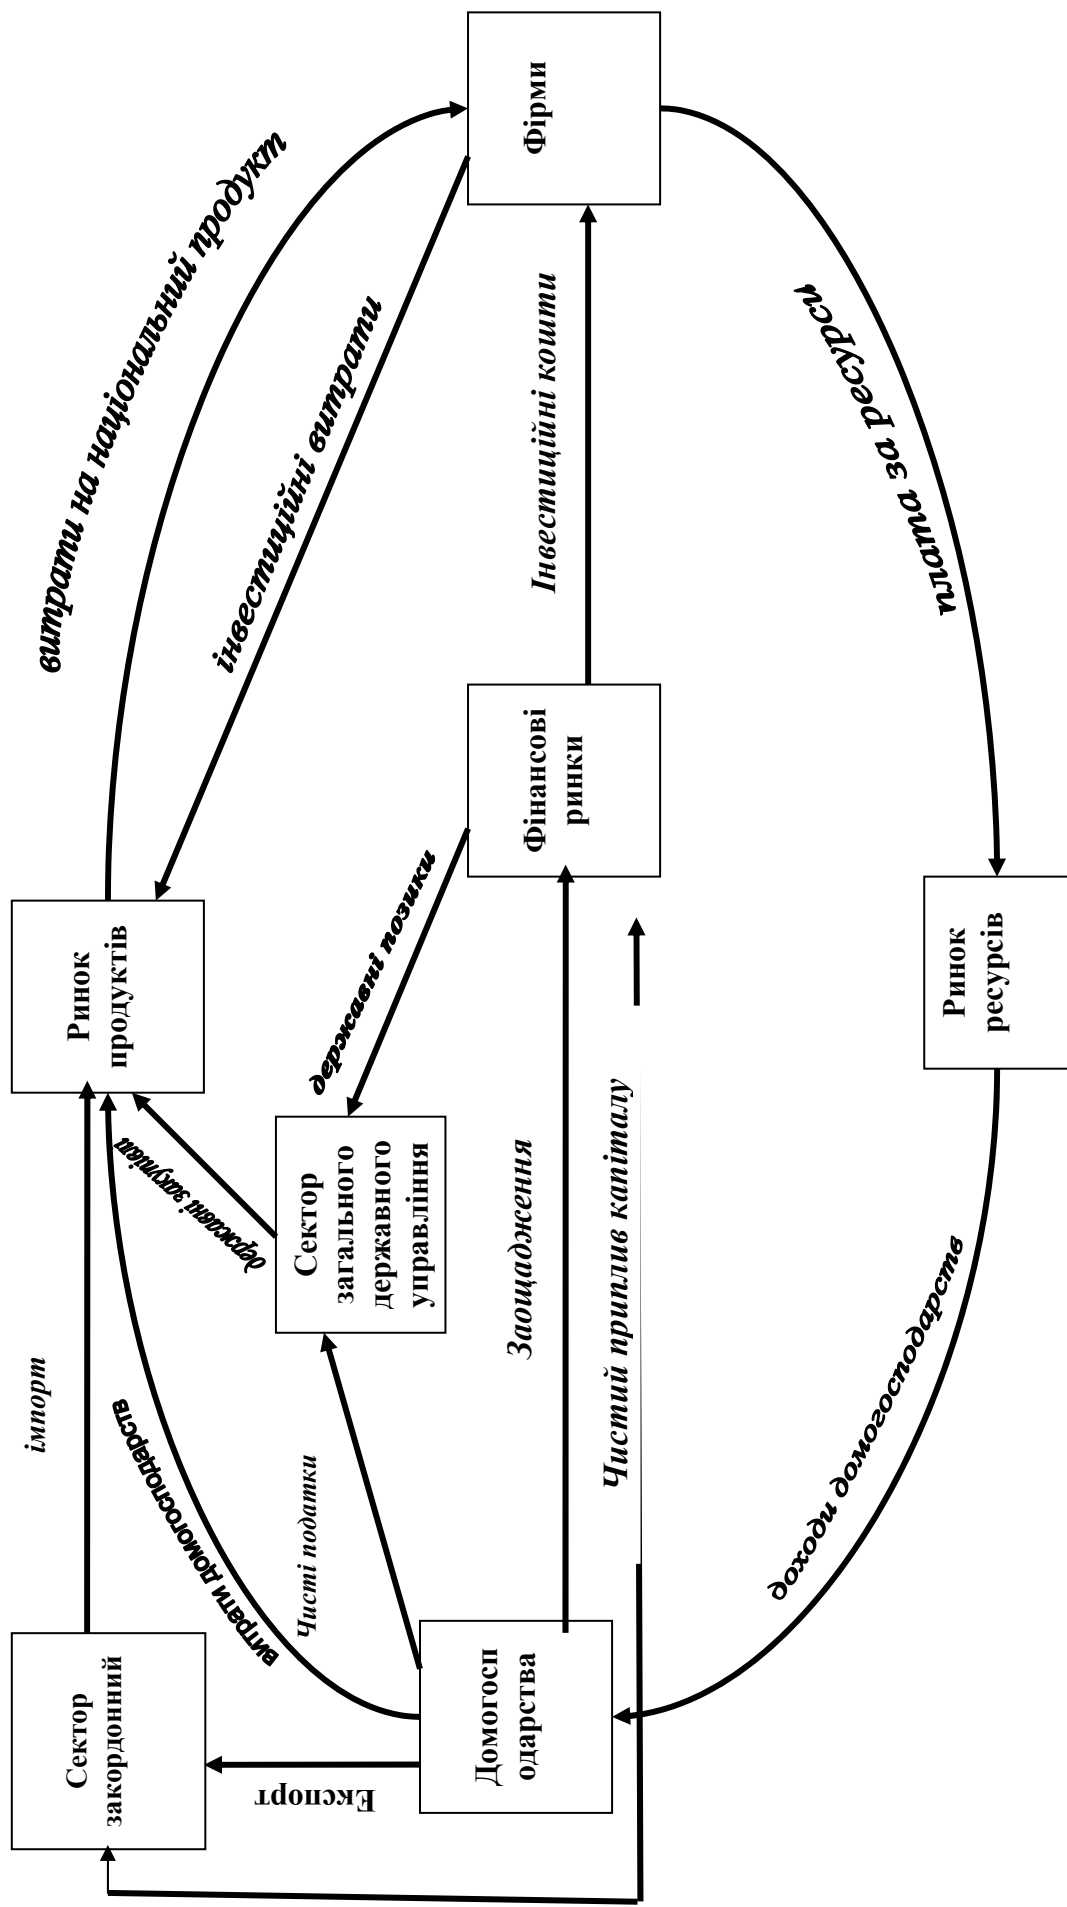 імпорт
Сектор
закордонний
Ринок
продуктів
витрати на національний продукт
витрати домогосподарств
державні закупівлі
інвестиційні витрати
Експорт
Чисті податки
Сектор
загального
державного
управління
державні позики
Домогосп
одарства
Заощадження
Фінансові
ринки
Інвестиційні кошти
Фірми
Чистий приплив капіталу
доходи домогосподарств
Ринок
ресурсів
плата за ресурси